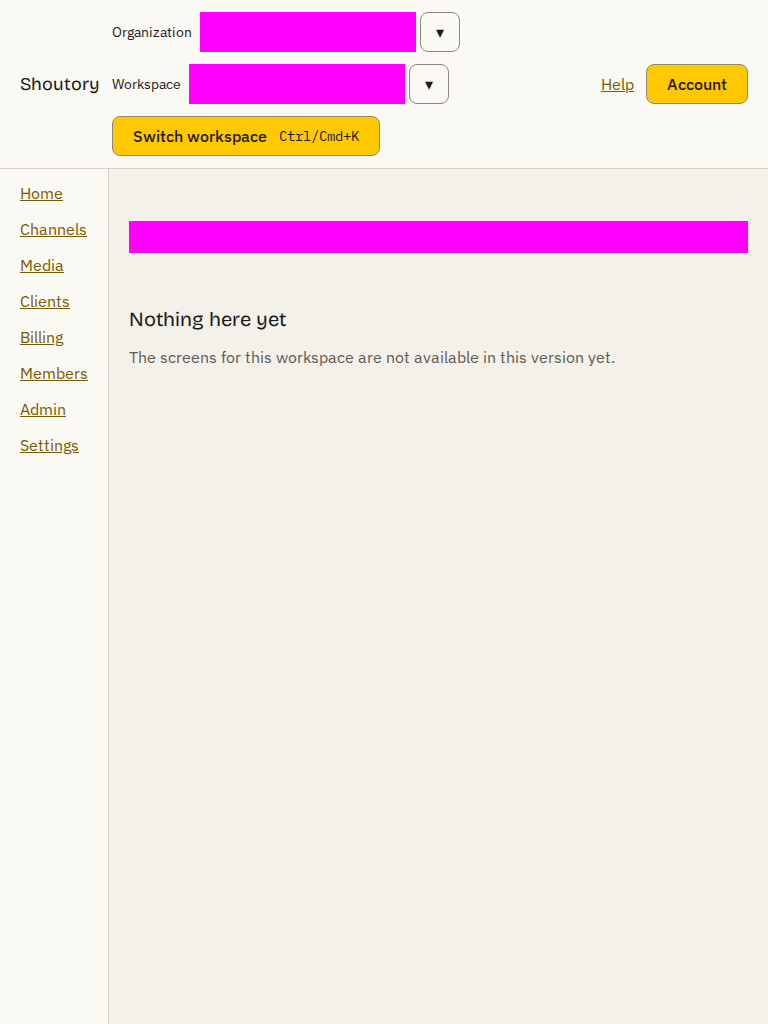 Organization ▼
Shoutory Workspace ▼ Help Account
Switch workspace Ctrl/Cmd+K
Home
Channels
Media
Clients
Billing
Members
Admin
Settings
Nothing here yet
The screens for this workspace are not available in this version yet.